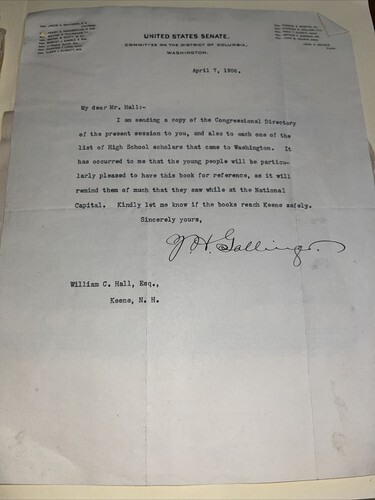 UNITED STATES SENATE,
COMMITTEE ON THE DISTRICT OF COLUMBIA,
WASHINGTON.
April 7, 1906.
My dear Mr. Hall:-
I am sending a copy of the Congressional Directory
of the present session to you, and also to each one of the
list of High School scholars that came to Washington. It
has occurred to me that the young people will be particu-
larly pleased to have this book for reference, as it will
remind them of much that they saw while at the National
Capital. Kindly let me know if the books reach Keene safely.
Sincerely yours,
J. H. Gallinger
William C. Hall, Esq.,
Keene, N. H.